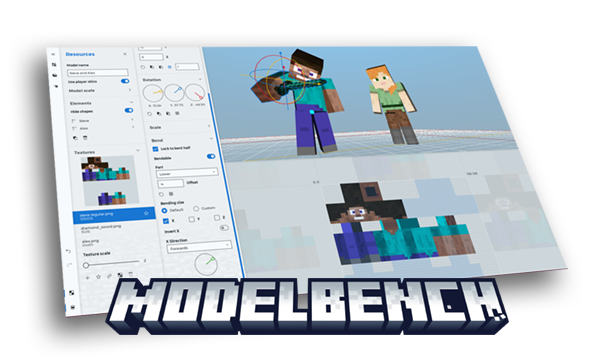 Resources
Model name
Steve and Alex
Use player skins
Model scale
Elements
Hide shapes
Steve
Alex
Textures
steve regular.png
diamond_sword.png
alex.png
Texture scale
Rotation
Scale
Bend
Lock to bend half
Bendable
Part
Lower
Offset
Bending size
Default
Custom
X
Y
Z
Invert X
X Direction
Forwards
MODELBENCH